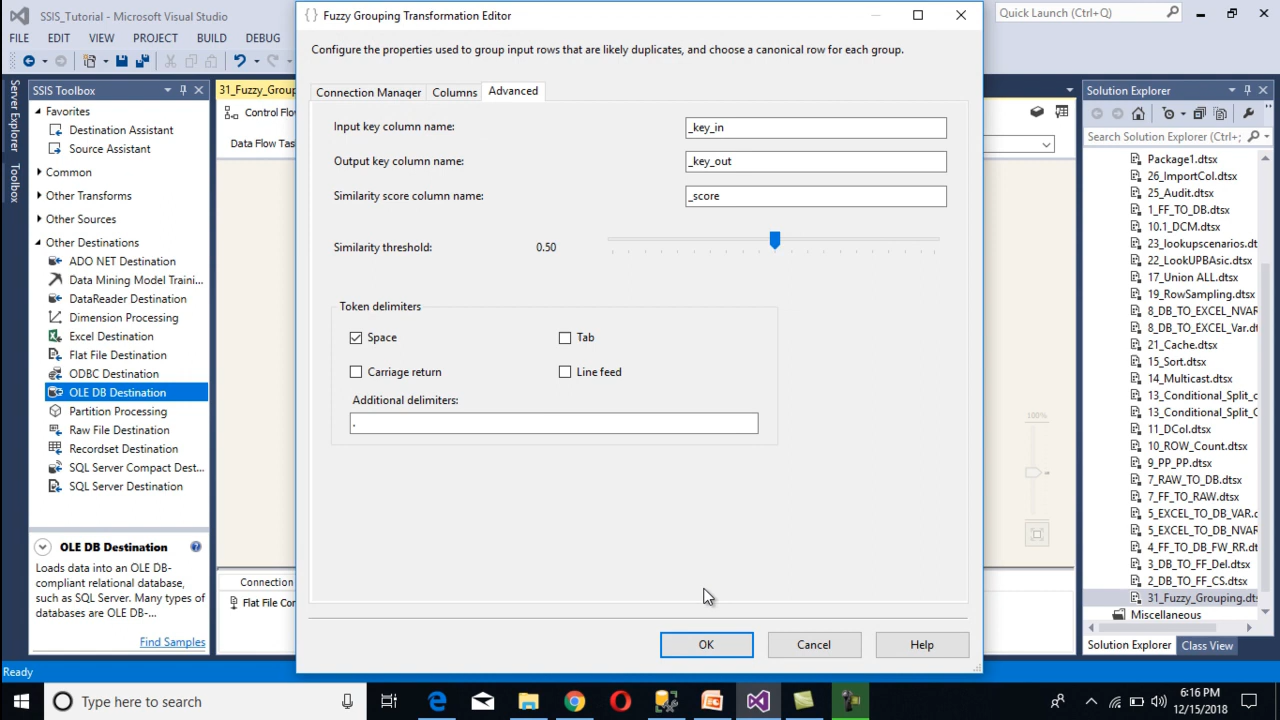 SSIS_Tutorial - Microsoft Visual Studio
Fuzzy Grouping Transformation Editor
Quick Launch (Ctrl+Q)
FILE EDIT VIEW PROJECT BUILD DEBUG
Configure the properties used to group input rows that are likely duplicates, and choose a canonical row for each group.
Server Explorer
Toolbox
SSIS Toolbox
Favorites
Destination Assistant
Source Assistant
Common
Other Transforms
Other Sources
Other Destinations
ADO NET Destination
Data Mining Model Traini...
DataReader Destination
Dimension Processing
Excel Destination
Flat File Destination
ODBC Destination
OLE DB Destination
Partition Processing
Raw File Destination
Recordset Destination
SQL Server Compact Dest...
SQL Server Destination
OLE DB Destination
Loads data into an OLE DB-
compliant relational database,
such as SQL Server. Many types of
databases are OLE DB-...
Find Samples
31_Fuzzy_Group
Control Flo
Data Flow Tas
Connection
Flat File Con
Connection Manager Columns Advanced
Input key column name: _key_in
Output key column name: _key_out
Similarity score column name: _score
Similarity threshold: 0.50
Token delimiters
Space Tab
Carriage return Line feed
Additional delimiters:
OK Cancel Help
100%
Solution Explorer
Search Solution Explorer (Ctrl+;)
Package1.dtsx
26_ImportCol.dtsx
25_Audit.dtsx
1_FF_TO_DB.dtsx
10.1_DCM.dtsx
23_lookupscenarios.dt
22_LookUPBAsic.dtsx
17_Union ALL.dtsx
19_RowSampling.dtsx
8_DB_TO_EXCEL_NVAR
8_DB_TO_EXCEL_Var.dt
21_Cache.dtsx
15_Sort.dtsx
14_Multicast.dtsx
13_Conditional_Split_c
13_Conditional_Split_C
11_DCol.dtsx
10_ROW_Count.dtsx
9_PP_PP.dtsx
7_RAW_TO_DB.dtsx
7_FF_TO_RAW.dtsx
5_EXCEL_TO_DB_VAR.d
5_EXCEL_TO_DB_NVAR
4_FF_TO_DB_FW_RR.dt
3_DB_TO_FF_Del.dtsx
2_DB_TO_FF_CS.dtsx
31_Fuzzy_Grouping.dts
Miscellaneous
Solution Explorer Class View
Ready
Type here to search
6:16 PM
12/15/2018